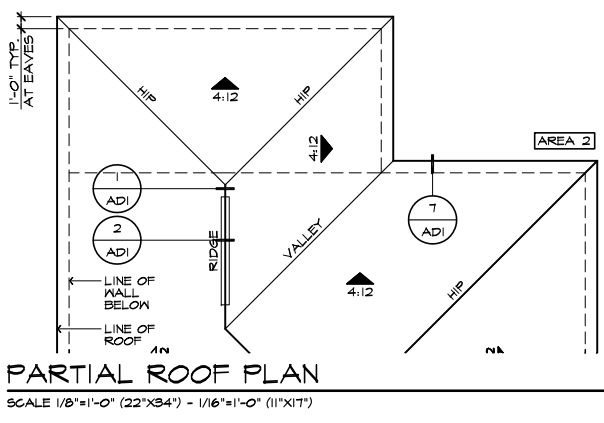 1'-0" TYP.
AT EAVES
HIP
HIP
4:12
4:12
AREA 2
1
AD1
2
AD1
7
AD1
RIDGE
VALLEY
4:12
HIP
LINE OF
WALL
BELOW
LINE OF
ROOF
PARTIAL ROOF PLAN
SCALE 1/8"=1'-0" (22"X34") - 1/16"=1'-0" (11"X17")